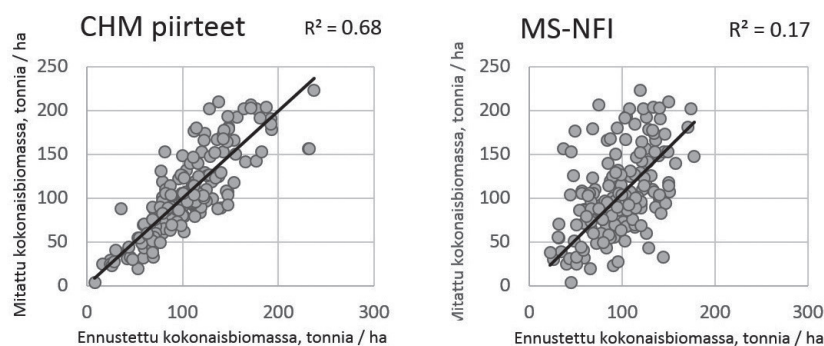 CHM piirteet
R² = 0.68
Mitattu kokonaisbiomassa, tonnia / ha
250
200
150
100
50
0
0 100 200 300
Ennustettu kokonaisbiomassa, tonnia / ha
MS-NFI
R² = 0.17
Mitattu kokonaisbiomassa, tonnia / ha
250
200
150
100
50
0
0 100 200 300
Ennustettu kokonaisbiomassa, tonnia / ha